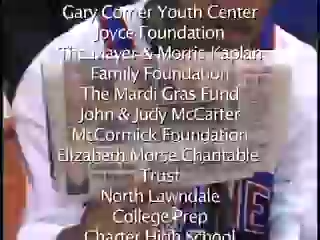 Gary Comer Youth Center
Joyce Foundation
The Mayer & Morris Kaplan
Family Foundation
The Mardi Gras Fund
John & Judy McCarter
McCormick Foundation
Elizabeth Morse Charitable
Trust
North Lawndale
College Prep
Charter High School